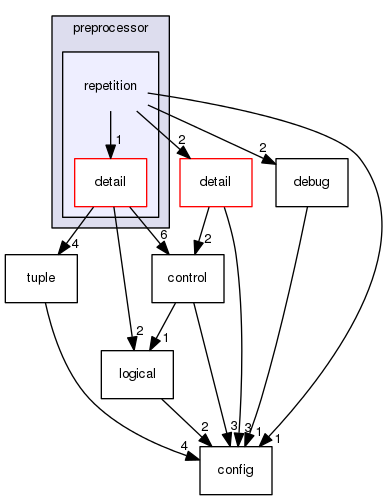 preprocessor
repetition
1
2
2
detail
detail
debug
4
6
2
tuple
control
2
1
logical
2
4
3
3
1
1
config